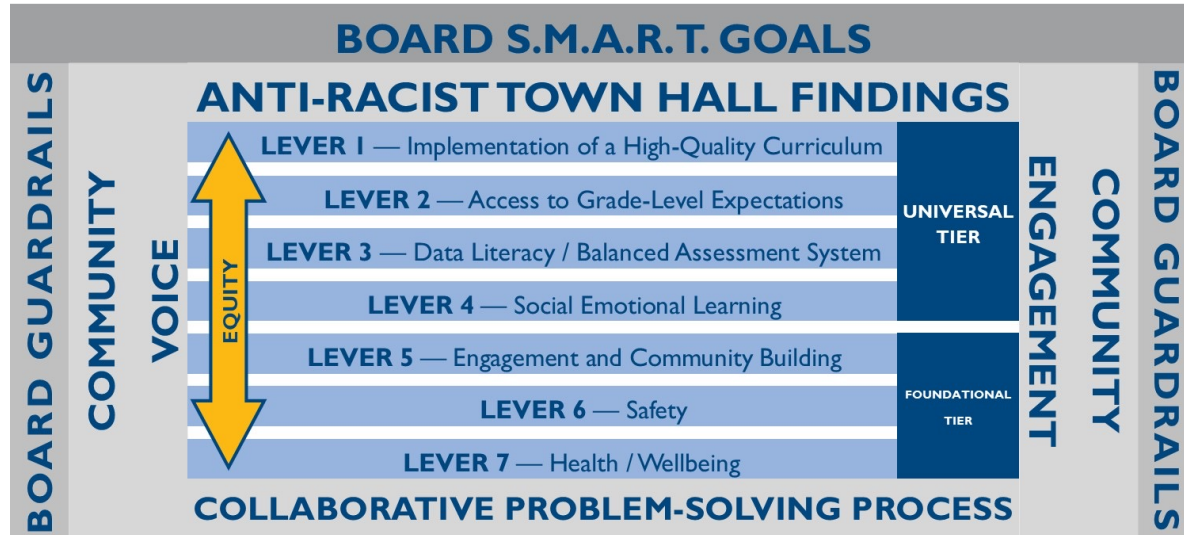 BOARD S.M.A.R.T. GOALS
BOARD GUARDRAILS
COMMUNITY
VOICE
ANTI-RACIST TOWN HALL FINDINGS
EQUITY
LEVER 1 — Implementation of a High-Quality Curriculum
LEVER 2 — Access to Grade-Level Expectations
LEVER 3 — Data Literacy / Balanced Assessment System
LEVER 4 — Social Emotional Learning
LEVER 5 — Engagement and Community Building
LEVER 6 — Safety
LEVER 7 — Health / Wellbeing
UNIVERSAL
TIER
FOUNDATIONAL
TIER
COLLABORATIVE PROBLEM-SOLVING PROCESS
ENGAGEMENT
COMMUNITY
BOARD GUARDRAILS